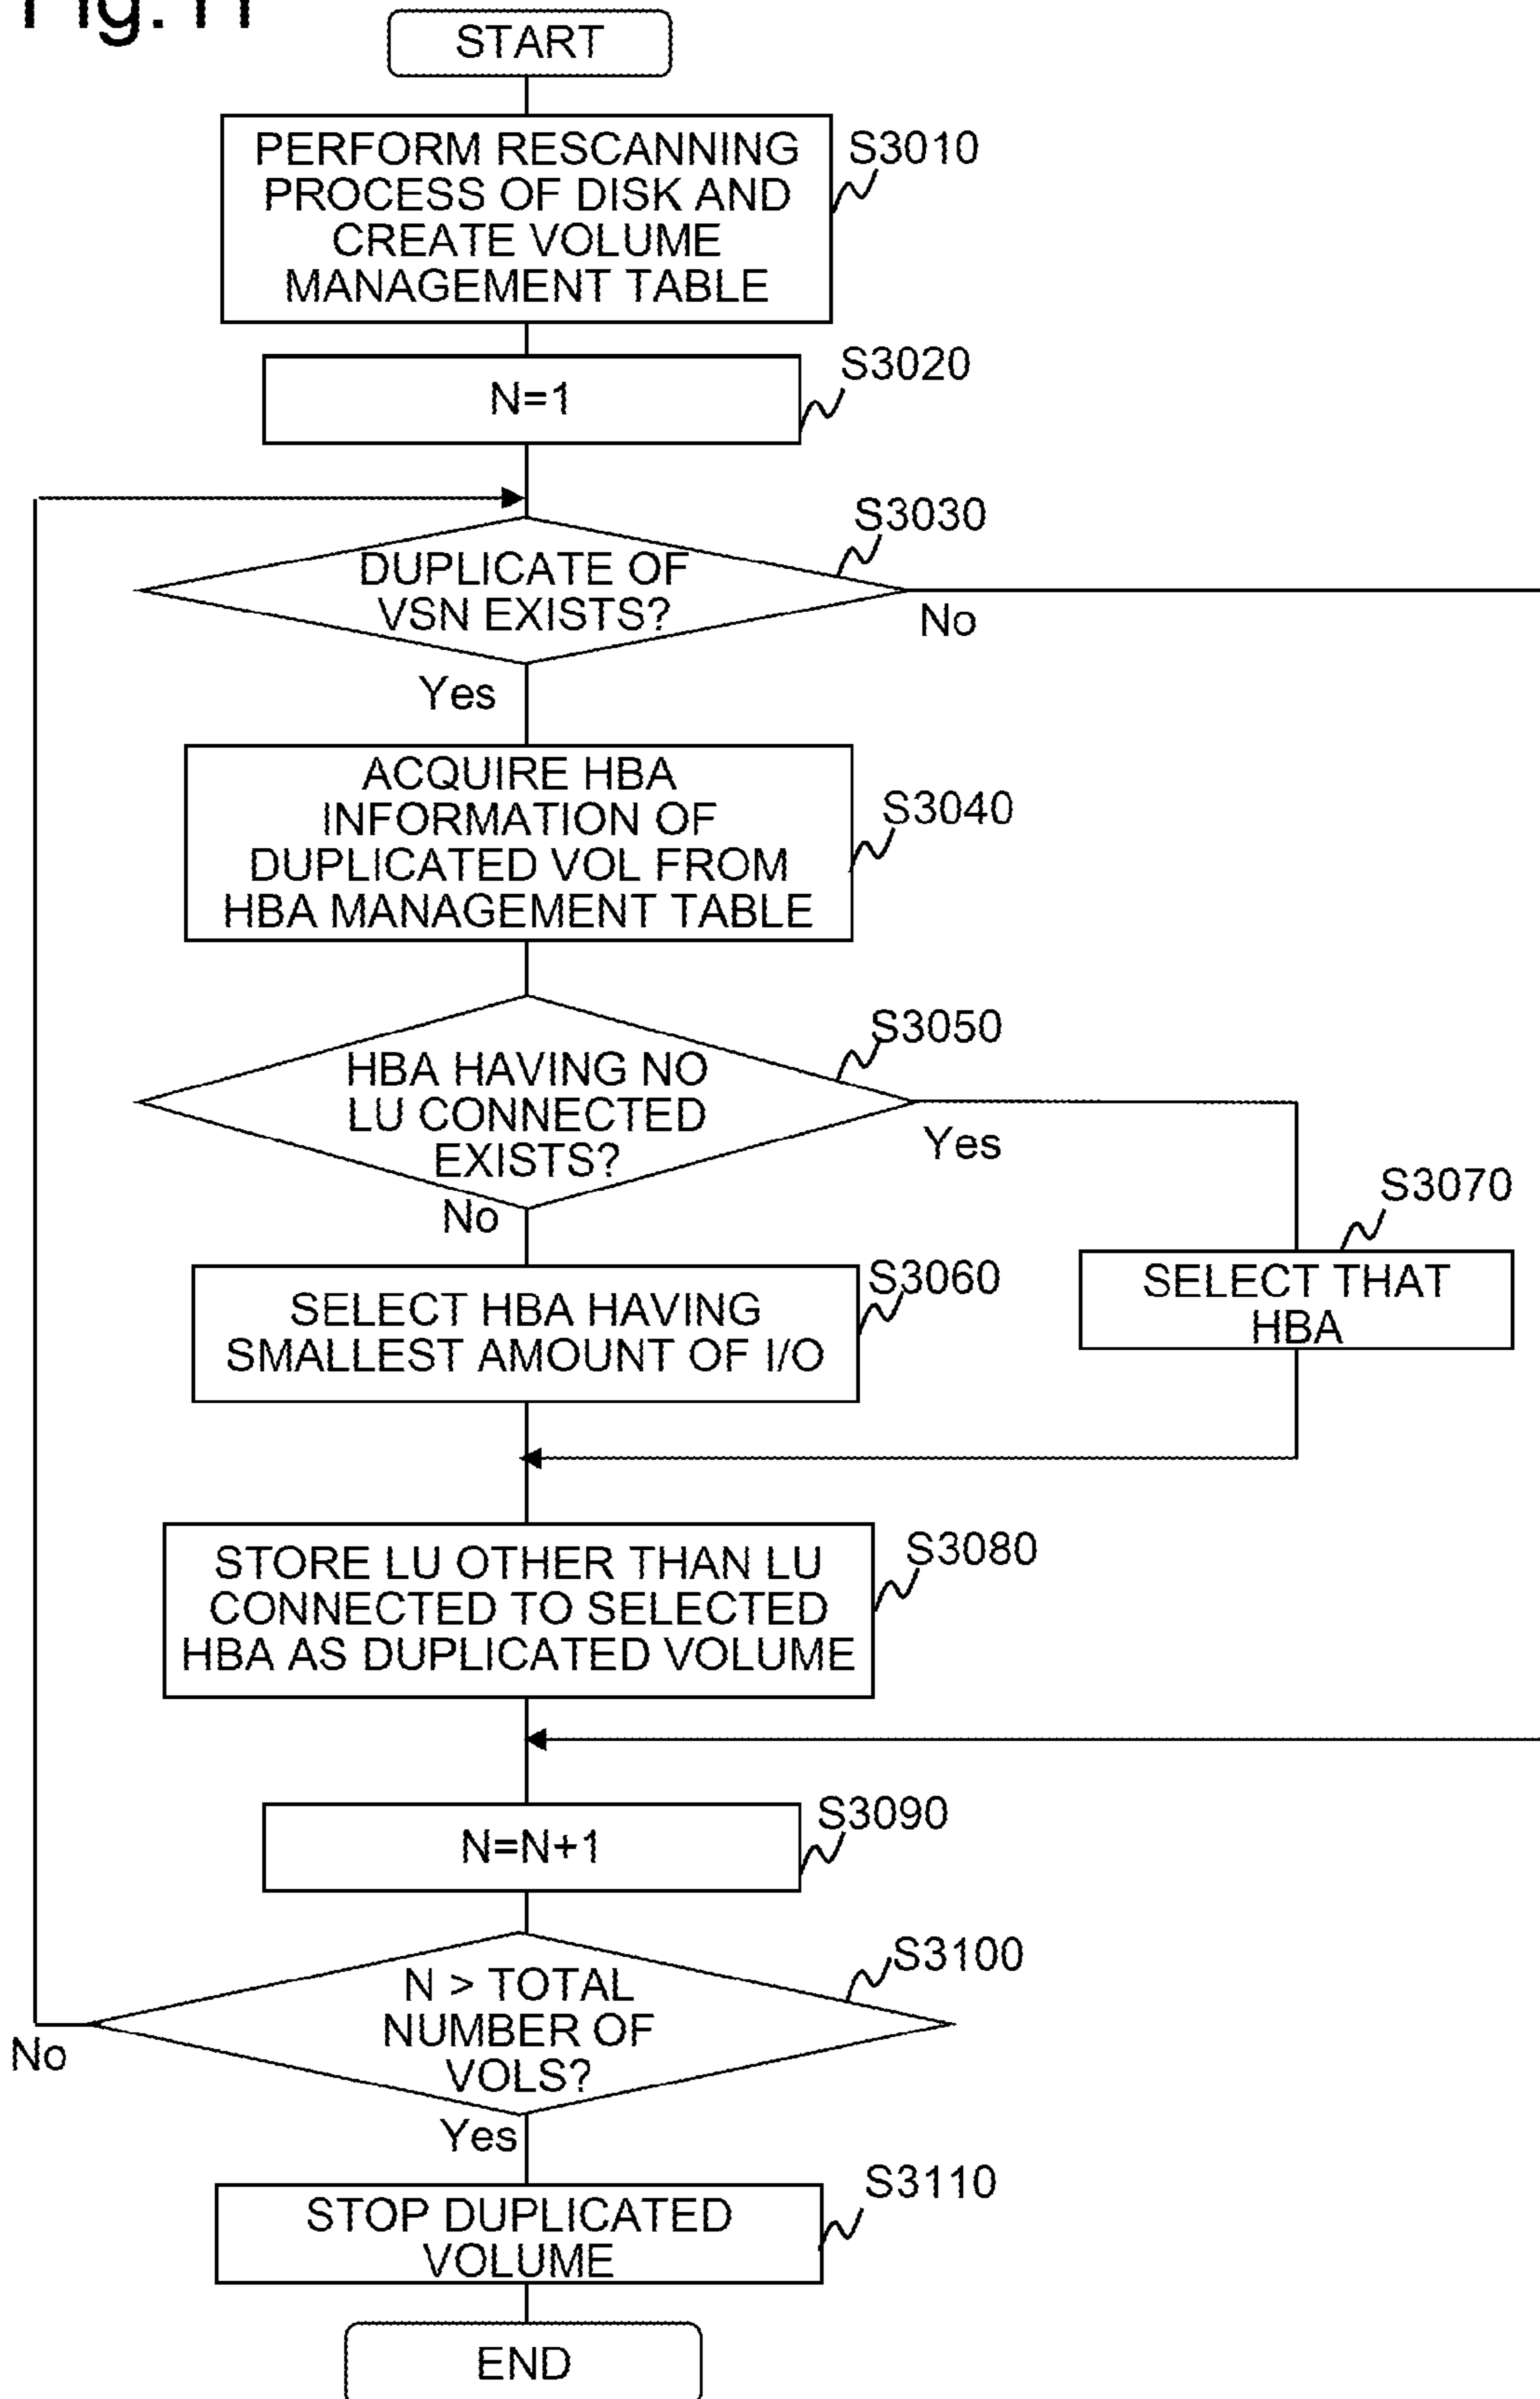 Fig. 11
START
PERFORM RESCANNING
PROCESS OF DISK AND
CREATE VOLUME
MANAGEMENT TABLE
S3010
N=1
S3020
DUPLICATE OF
VSN EXISTS?
S3030
No
Yes
ACQUIRE HBA
INFORMATION OF
DUPLICATED VOL FROM
HBA MANAGEMENT TABLE
S3040
HBA HAVING NO
LU CONNECTED
EXISTS?
S3050
Yes
No
SELECT HBA HAVING
SMALLEST AMOUNT OF I/O
S3060
SELECT THAT
HBA
S3070
STORE LU OTHER THAN LU
CONNECTED TO SELECTED
HBA AS DUPLICATED VOLUME
S3080
N=N+1
S3090
N > TOTAL
NUMBER OF
VOLS?
S3100
No
Yes
STOP DUPLICATED
VOLUME
S3110
END